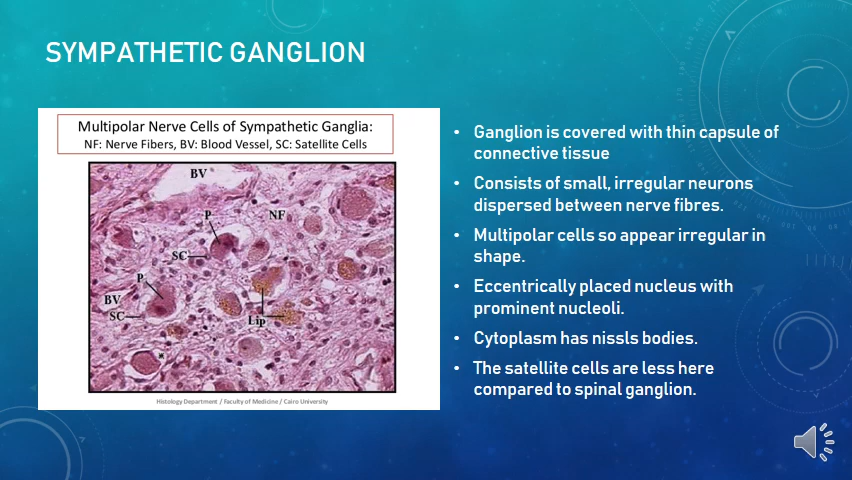 SYMPATHETIC GANGLION
Multipolar Nerve Cells of Sympathetic Ganglia:
NF: Nerve Fibers, BV: Blood Vessel, SC: Satellite Cells
BV
P
NF
SC
P
BV
SC
Lip
*
Histology Department / Faculty of Medicine / Cairo University
• Ganglion is covered with thin capsule of
connective tissue
• Consists of small, irregular neurons
dispersed between nerve fibres.
• Multipolar cells so appear irregular in
shape.
• Eccentrically placed nucleus with
prominent nucleoli.
• Cytoplasm has nissls bodies.
• The satellite cells are less here
compared to spinal ganglion.